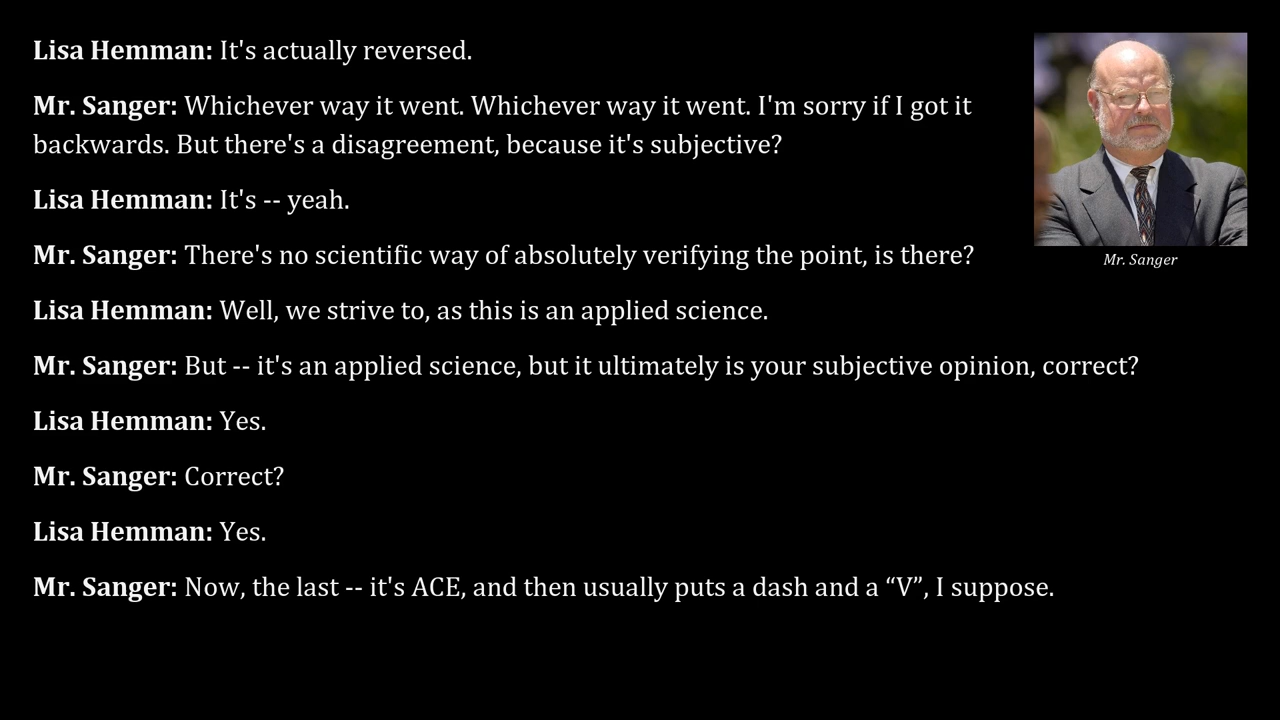 Lisa Hemman: It's actually reversed.
Mr. Sanger: Whichever way it went. Whichever way it went. I'm sorry if I got it
backwards. But there's a disagreement, because it's subjective?
Lisa Hemman: It's -- yeah.
Mr. Sanger: There's no scientific way of absolutely verifying the point, is there?
Mr. Sanger
Lisa Hemman: Well, we strive to, as this is an applied science.
Mr. Sanger: But -- it's an applied science, but it ultimately is your subjective opinion, correct?
Lisa Hemman: Yes.
Mr. Sanger: Correct?
Lisa Hemman: Yes.
Mr. Sanger: Now, the last -- it's ACE, and then usually puts a dash and a “V”, I suppose.